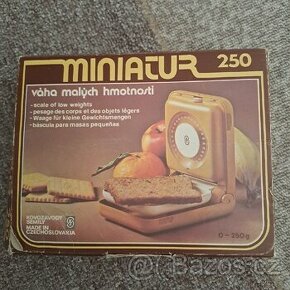 MINIATUR 250
váha malých hmotností
- scale of low weights
- pesage des corps et des objets légers
- Waage für kleine Gewichtsmengen
- báscula para masas pequeñas
KOVOZÁVODY
SEMILY
MADE IN
CZECHOSLOVAKIA
0 - 250 g
Bazos.cz